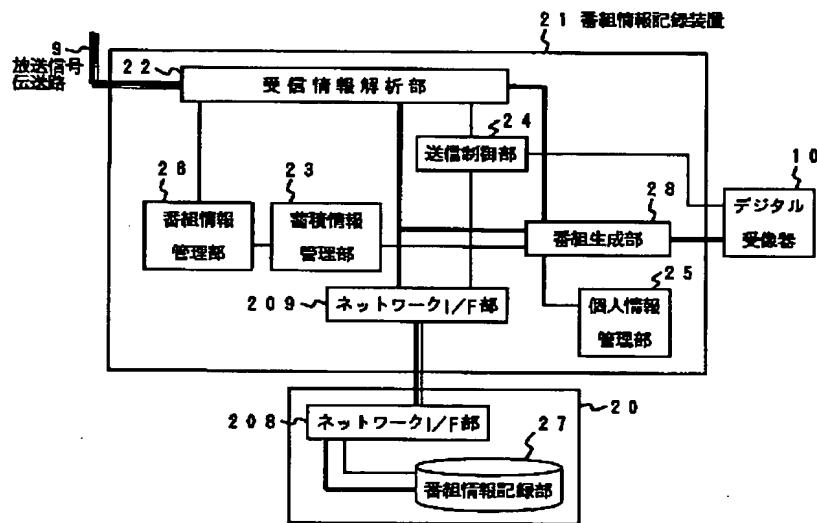 21 番組情報記録装置
9
放送信号
伝送路
22
受信情報解析部
24
送信制御部
10
デジタル
受像器
26
番組情報
管理部
23
蓄積情報
管理部
28
番組生成部
25
個人情報
管理部
209
ネットワークI/F部
20
208
ネットワークI/F部
27
番組情報記録部